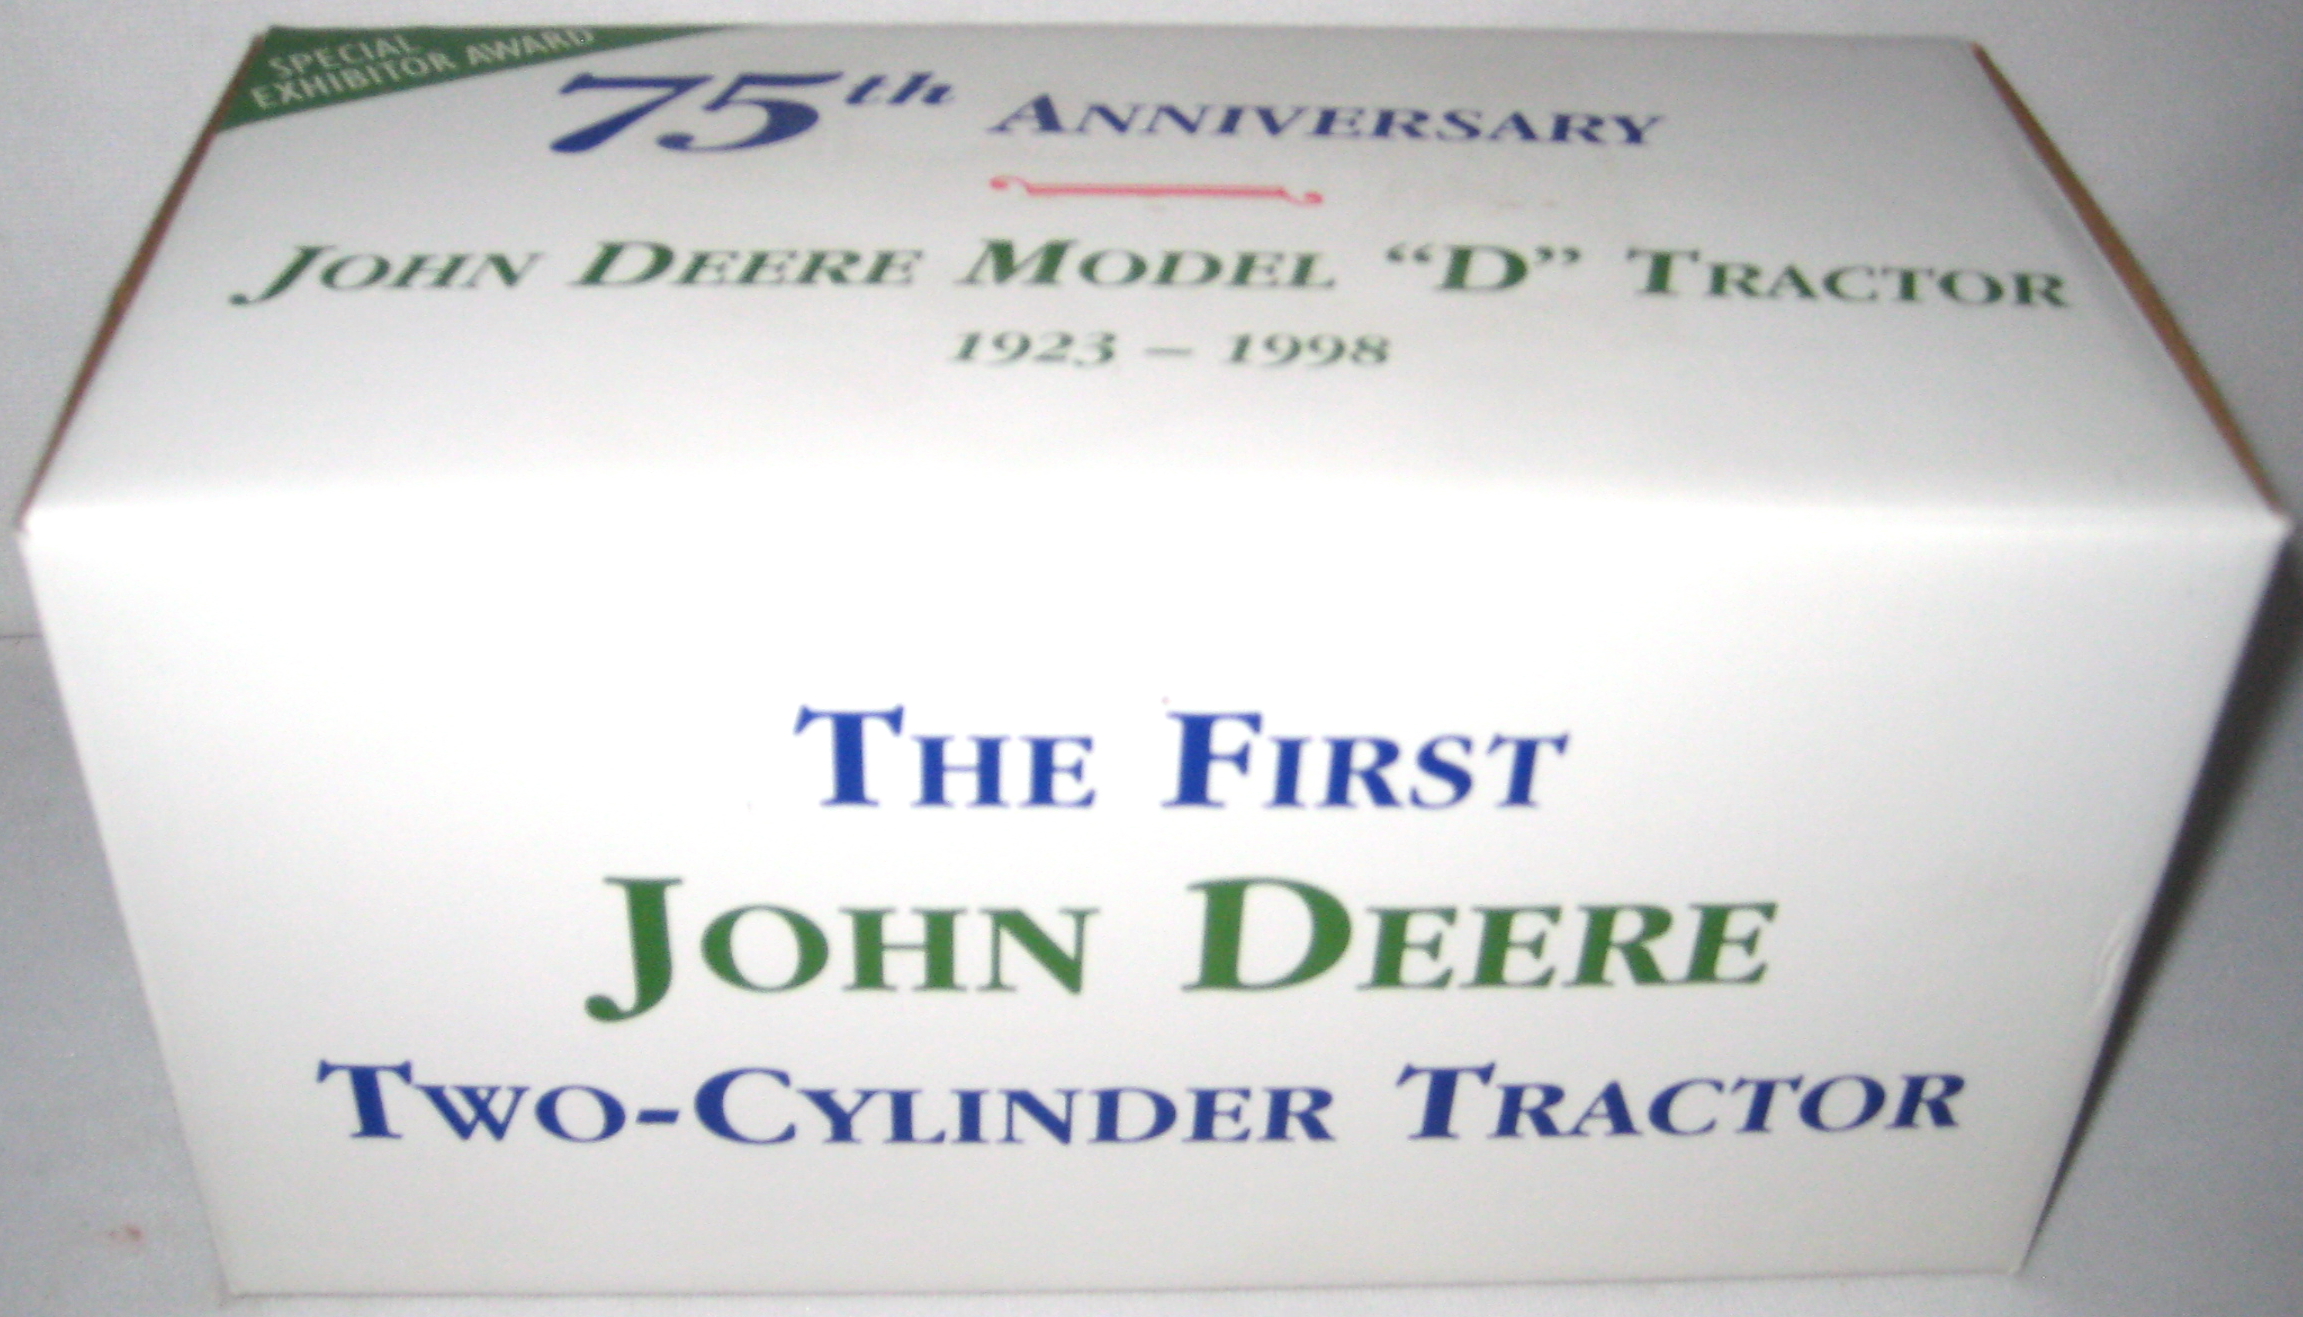 SPECIAL
EXHIBITOR AWARD
75th ANNIVERSARY
JOHN DEERE MODEL “D” TRACTOR
1923 – 1998
THE FIRST
JOHN DEERE
TWO-CYLINDER TRACTOR